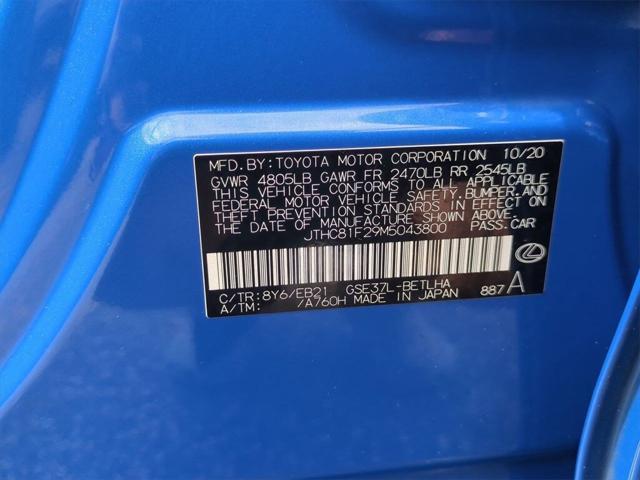 MFD. BY: TOYOTA MOTOR CORPORATION 10/20
GVWR 4805LB GAWR FR 2470LB RR 2545LB
THIS VEHICLE CONFORMS TO ALL APPLICABLE
FEDERAL MOTOR VEHICLE SAFETY, BUMPER, AND
THEFT PREVENTION STANDARDS IN EFFECT ON
THE DATE OF MANUFACTURE SHOWN ABOVE.
JTHC81F29M5043800 PASS. CAR
C/TR: 8Y6/EB21 GSE37L-BETLHA 887 A
A/TM: 7A760H MADE IN JAPAN